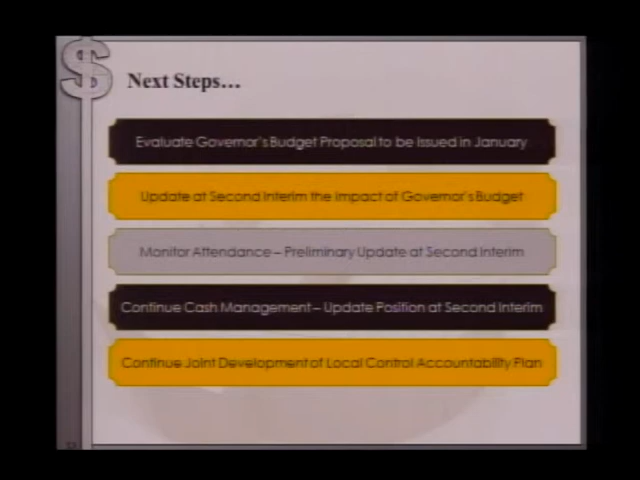 $
Next Steps…
Evaluate Governor's Budget Proposal to be Issued in January
Update at Second Interim the Impact of Governor's Budget
Monitor Attendance – Preliminary Update at Second Interim
Continue Cash Management – Update Position at Second Interim
Continue Joint Development of Local Control Accountability Plan